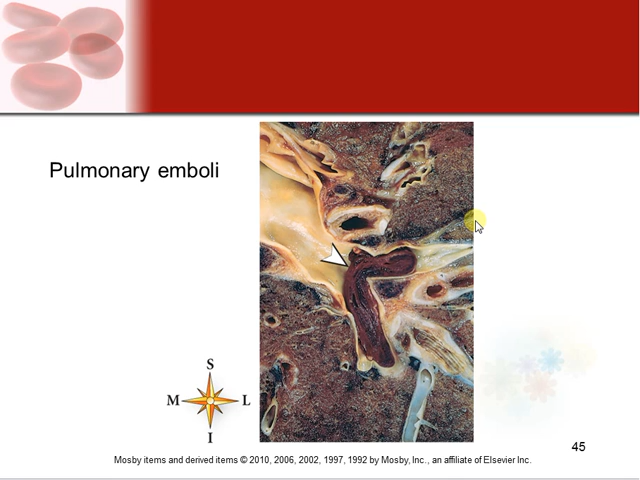 Pulmonary emboli
S
M L
I
45
Mosby items and derived items © 2010, 2006, 2002, 1997, 1992 by Mosby, Inc., an affiliate of Elsevier Inc.